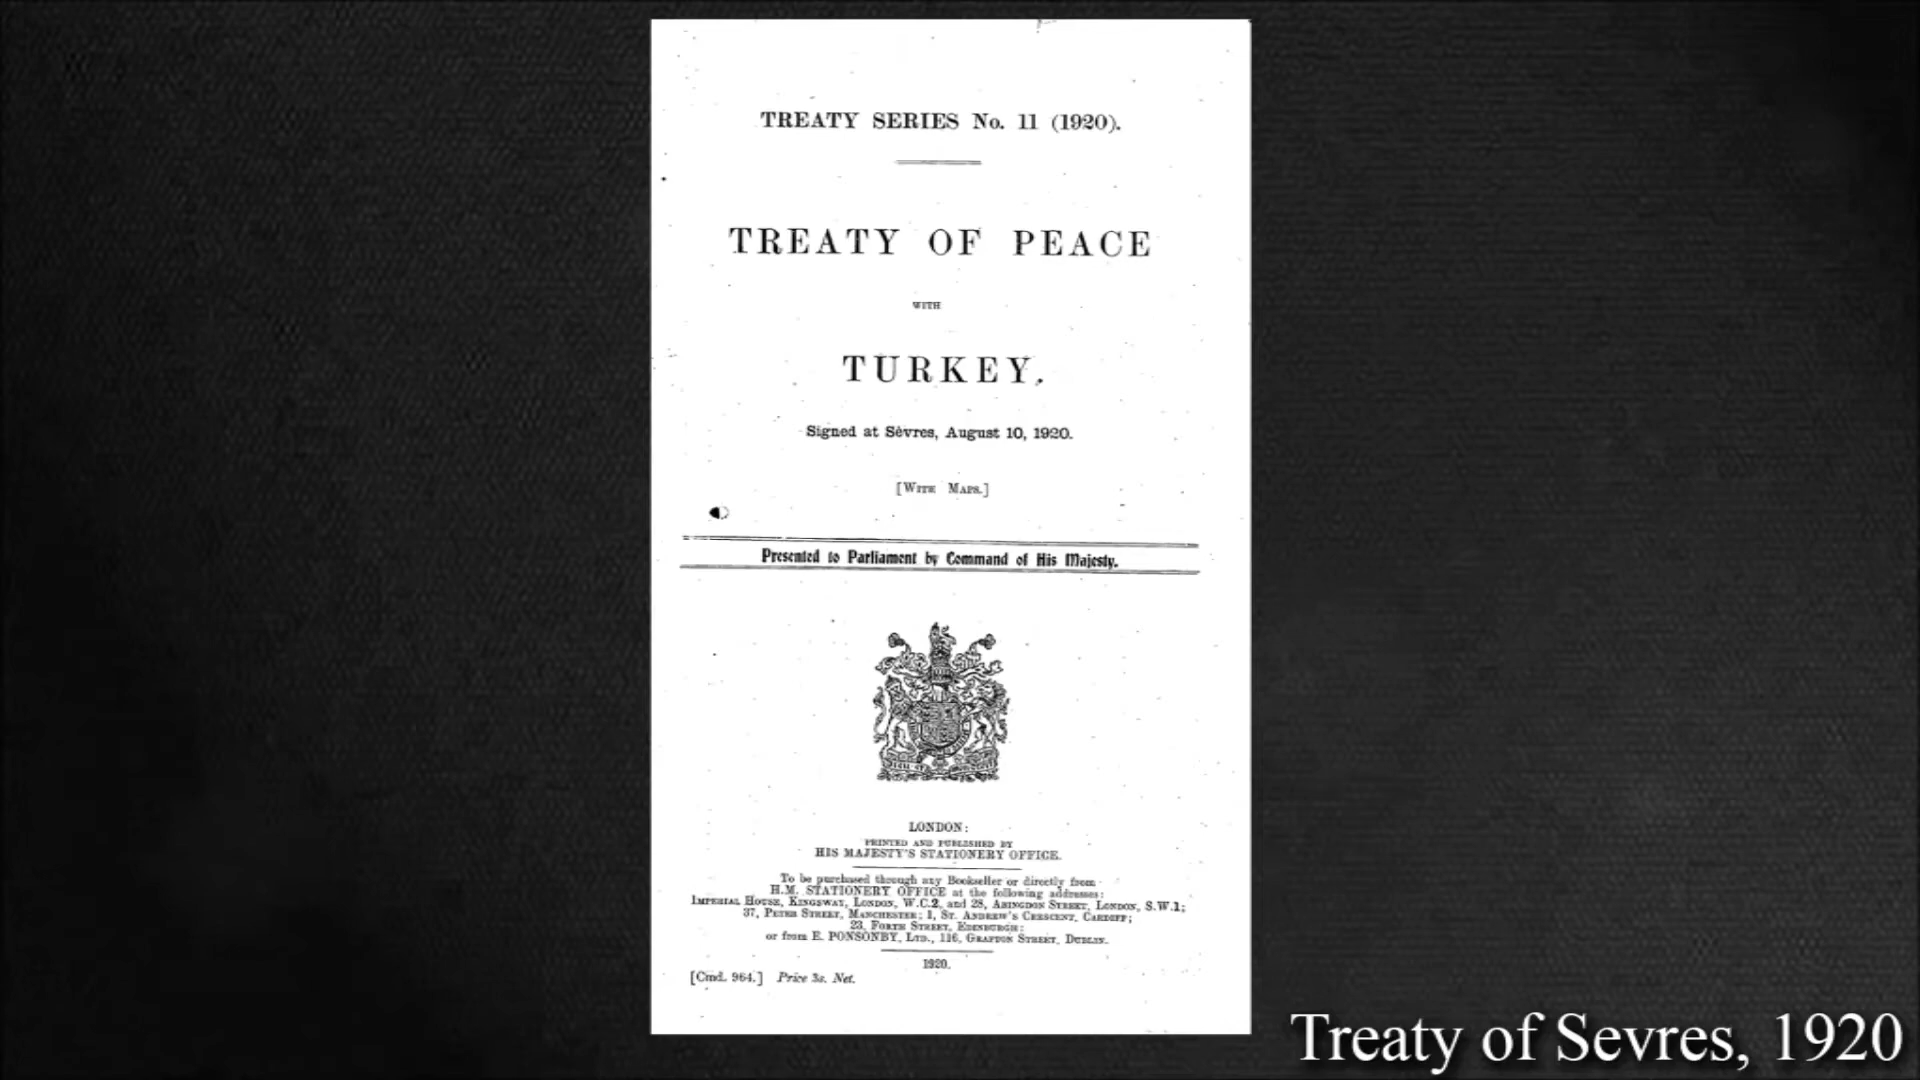 TREATY SERIES No. 11 (1920).
TREATY OF PEACE
WITH
TURKEY.
Signed at Sèvres, August 10, 1920.
[WITH MAPS.]
Presented to Parliament by Command of His Majesty.
LONDON:
PRINTED AND PUBLISHED BY
HIS MAJESTY'S STATIONERY OFFICE.
To be purchased through any Bookseller or directly from
H.M. STATIONERY OFFICE at the following addresses:
IMPERIAL HOUSE, KINGSWAY, LONDON, W.C.2, and 28, ABINGDON STREET, LONDON, S.W.1;
37, PETER STREET, MANCHESTER; 1, ST. ANDREW'S CRESCENT, CARDIFF;
23, FORTH STREET, EDINBURGH;
or from E. PONSONBY, LTD., 116, GRAFTON STREET, DUBLIN.
1920.
[Cmd. 964.] Price 3s. Net.
Treaty of Sevres, 1920